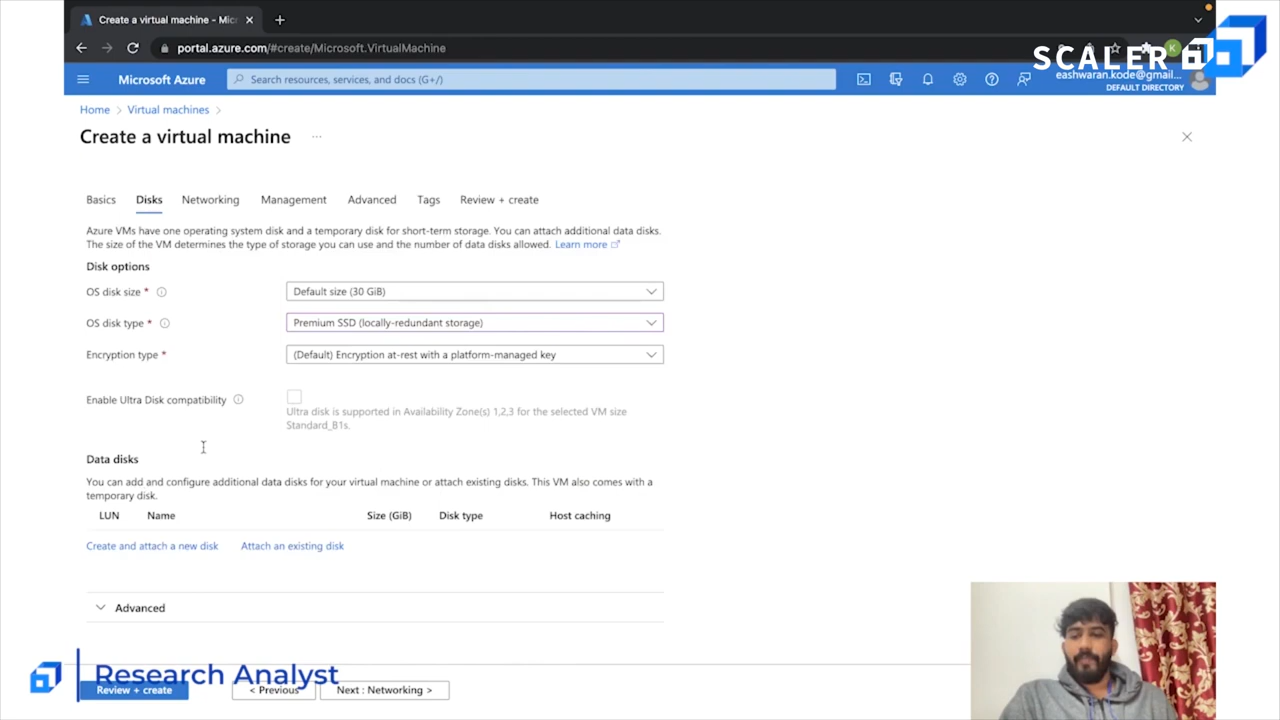 Create a virtual machine - Mic
portal.azure.com/#create/Microsoft.VirtualMachine
SCALER
K
Microsoft Azure
Search resources, services, and docs (G+/)
eashwaran.kode@gmail...
DEFAULT DIRECTORY
Home > Virtual machines >
Create a virtual machine ...
Basics Disks Networking Management Advanced Tags Review + create
Azure VMs have one operating system disk and a temporary disk for short-term storage. You can attach additional data disks.
The size of the VM determines the type of storage you can use and the number of data disks allowed. Learn more
Disk options
OS disk size * Default size (30 GiB)
OS disk type * Premium SSD (locally-redundant storage)
Encryption type * (Default) Encryption at-rest with a platform-managed key
Enable Ultra Disk compatibility
Ultra disk is supported in Availability Zone(s) 1,2,3 for the selected VM size
Standard_B1s.
Data disks
You can add and configure additional data disks for your virtual machine or attach existing disks. This VM also comes with a
temporary disk.
LUN Name Size (GiB) Disk type Host caching
Create and attach a new disk Attach an existing disk
Advanced
Research Analyst
Review + create < Previous Next : Networking >